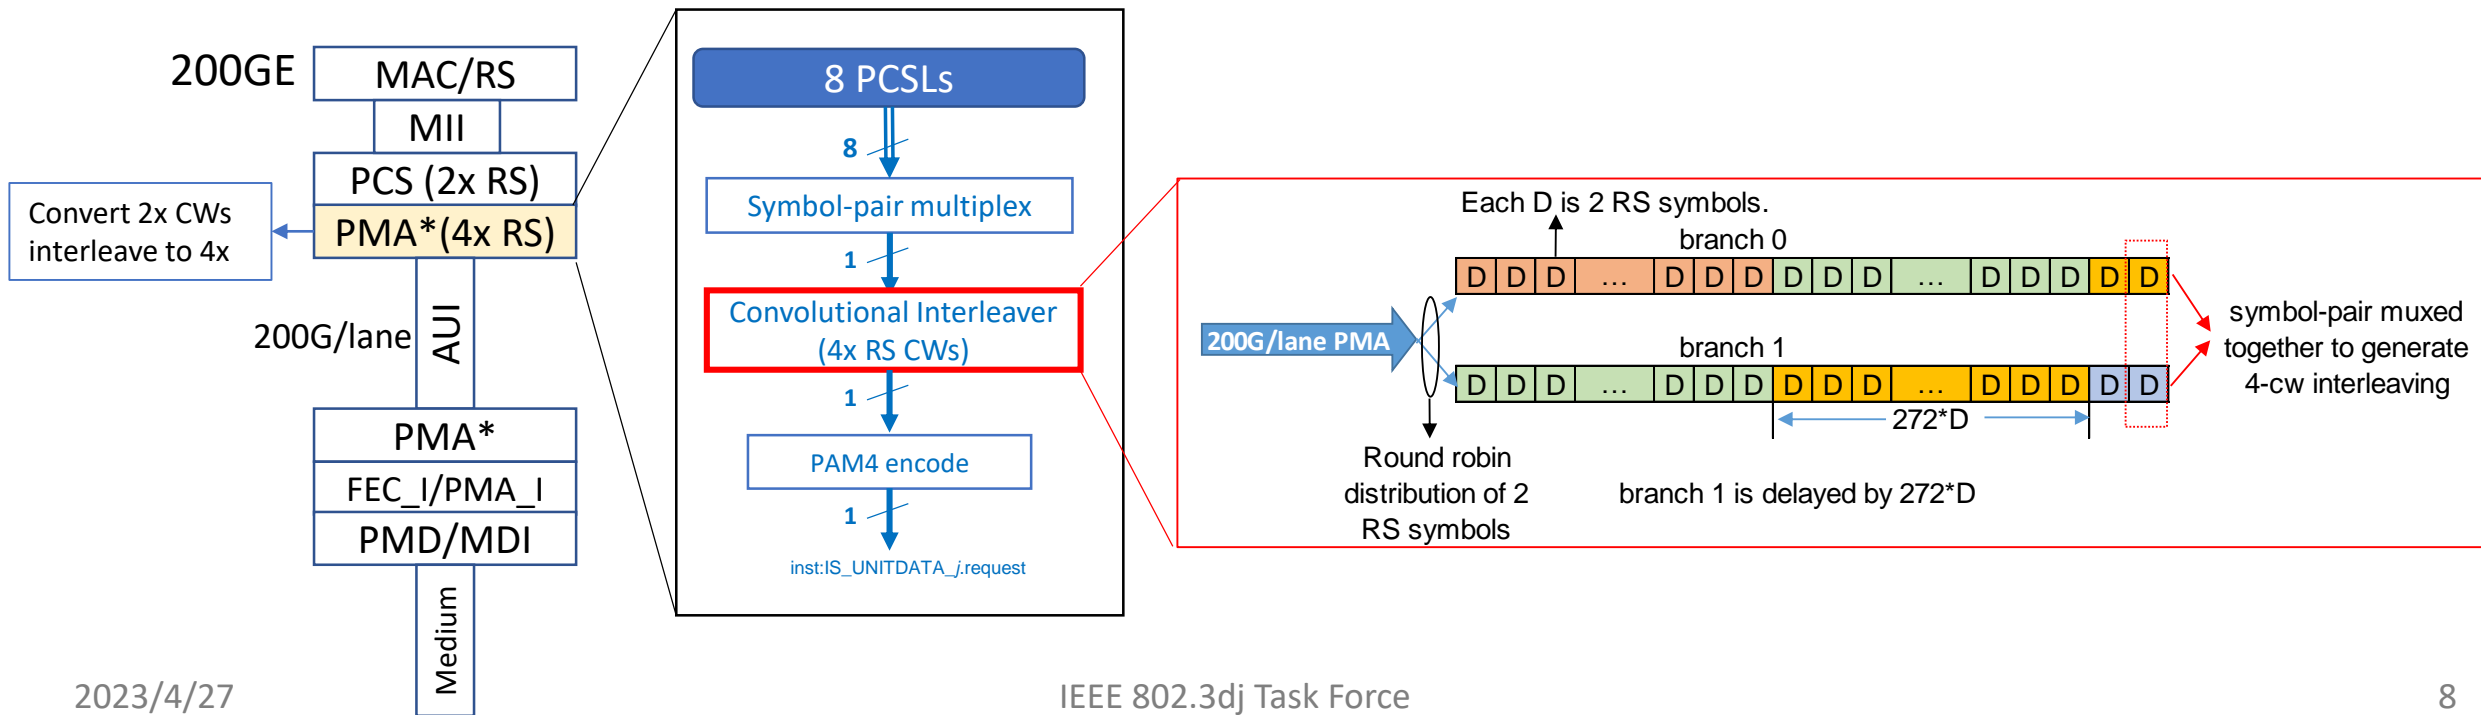 200GE
MAC/RS
MII
PCS (2x RS)
PMA*(4x RS)
Convert 2x CWs
interleave to 4x
200G/lane
AUI
PMA*
FEC_I/PMA_I
PMD/MDI
Medium
8 PCSLs
8
Symbol-pair multiplex
1
Convolutional Interleaver
(4x RS CWs)
1
PAM4 encode
1
inst:IS_UNITDATA_j.request
Each D is 2 RS symbols.
branch 0
D D D ... D D D D D D ... D D D D D
200G/lane PMA
branch 1
D D D ... D D D D D D ... D D D D D
272*D
Round robin
distribution of 2
RS symbols
branch 1 is delayed by 272*D
symbol-pair muxed
together to generate
4-cw interleaving
2023/4/27
IEEE 802.3dj Task Force
8